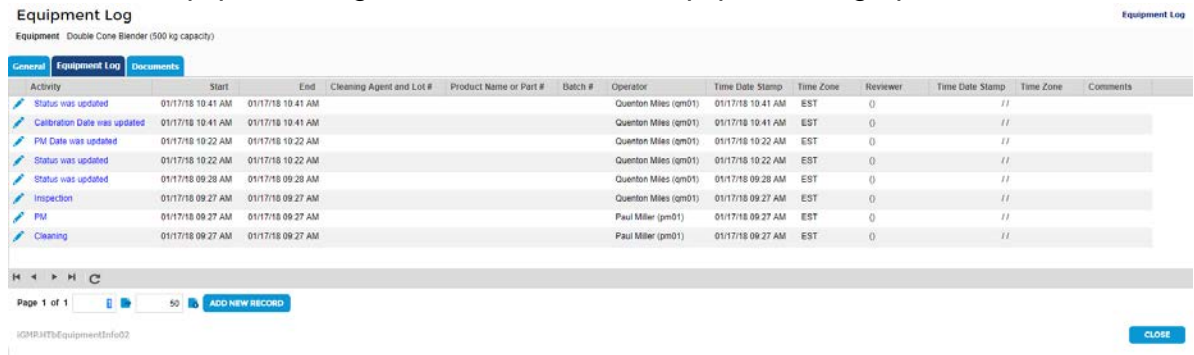 Equipment Log
Equipment Log
Equipment Double Cone Blender (500 kg capacity)
General Equipment Log Documents
Activity Start End Cleaning Agent and Lot # Product Name or Part # Batch # Operator Time Date Stamp Time Zone Reviewer Time Date Stamp Time Zone Comments
Status was updated 01/17/18 10:41 AM 01/17/18 10:41 AM Quenton Miles (qm01) 01/17/18 10:41 AM EST () / /
Calibration Date was updated 01/17/18 10:41 AM 01/17/18 10:41 AM Quenton Miles (qm01) 01/17/18 10:41 AM EST () / /
PM Date was updated 01/17/18 10:22 AM 01/17/18 10:22 AM Quenton Miles (qm01) 01/17/18 10:22 AM EST () / /
Status was updated 01/17/18 10:22 AM 01/17/18 10:22 AM Quenton Miles (qm01) 01/17/18 10:22 AM EST () / /
Status was updated 01/17/18 09:28 AM 01/17/18 09:28 AM Quenton Miles (qm01) 01/17/18 09:28 AM EST () / /
Inspection 01/17/18 09:27 AM 01/17/18 09:27 AM Quenton Miles (qm01) 01/17/18 09:27 AM EST () / /
PM 01/17/18 09:27 AM 01/17/18 09:27 AM Paul Miller (pm01) 01/17/18 09:27 AM EST () / /
Cleaning 01/17/18 09:27 AM 01/17/18 09:27 AM Paul Miller (pm01) 01/17/18 09:27 AM EST () / /
Page 1 of 1 1 50 ADD NEW RECORD
iGMP.HTbEquipmentInfo02 CLOSE